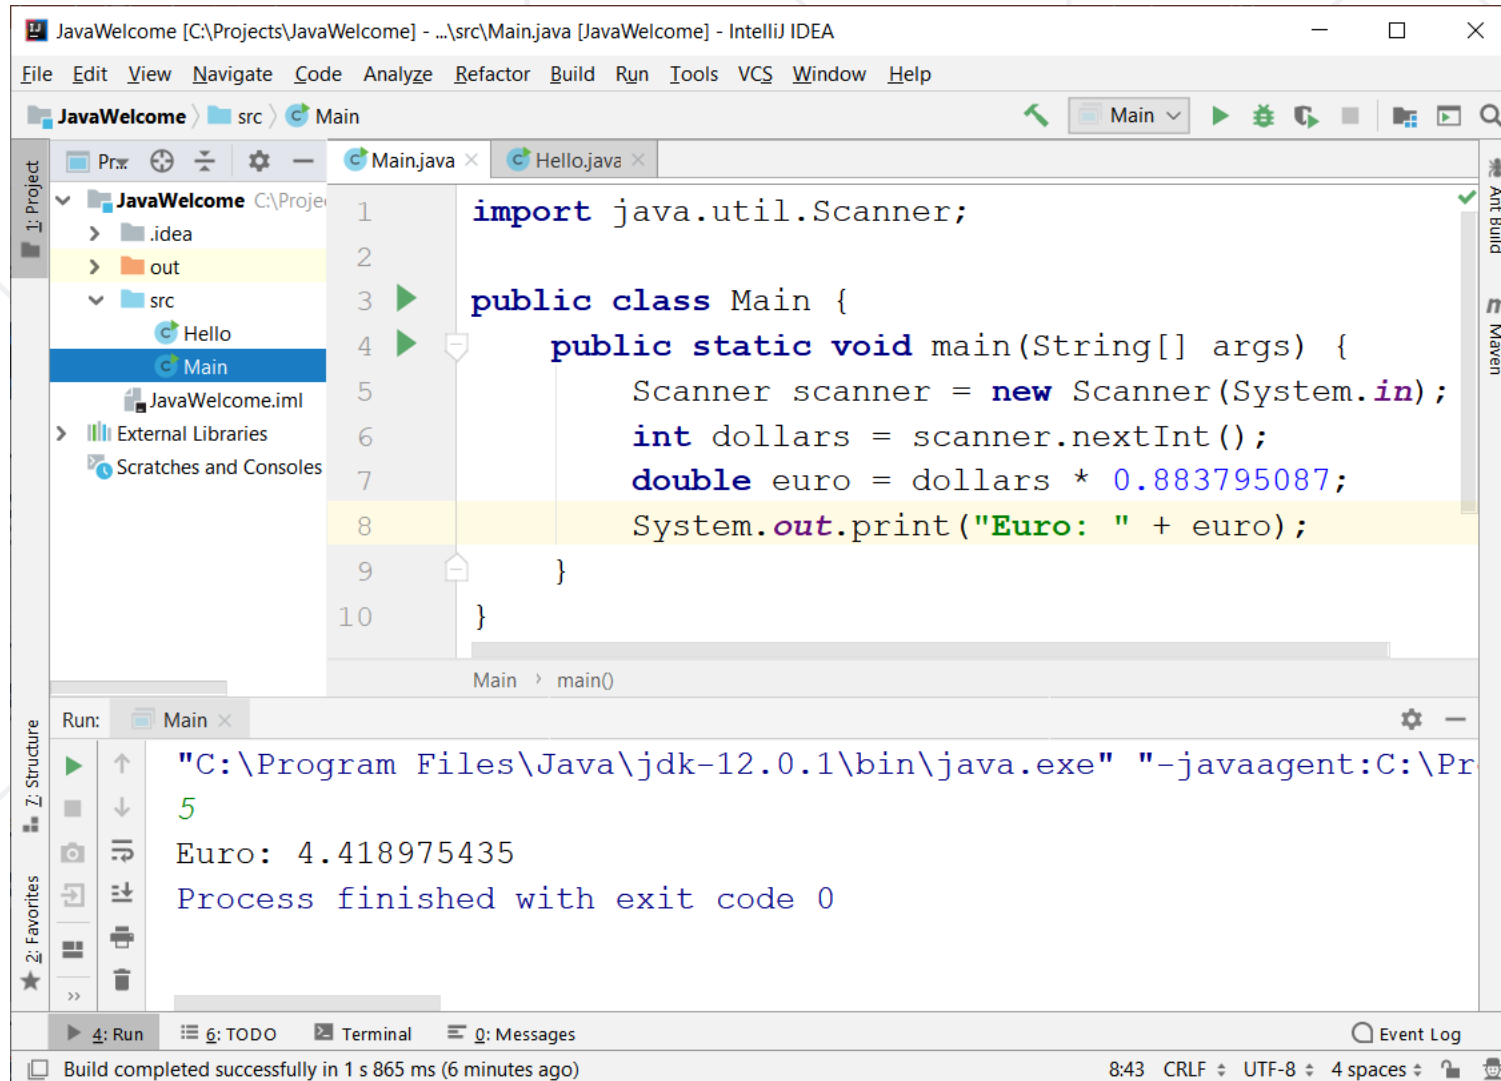 JavaWelcome [C:\Projects\JavaWelcome] - ...\src\Main.java [JavaWelcome] - IntelliJ IDEA
File Edit View Navigate Code Analyze Refactor Build Run Tools VCS Window Help
JavaWelcome src Main
Main
1: Project
Pr...
JavaWelcome C:\Proje
.idea
out
src
Hello
Main
JavaWelcome.iml
External Libraries
Scratches and Consoles
Main.java Hello.java
1 import java.util.Scanner;
2
3 public class Main {
4 public static void main(String[] args) {
5 Scanner scanner = new Scanner(System.in);
6 int dollars = scanner.nextInt();
7 double euro = dollars * 0.883795087;
8 System.out.print("Euro: " + euro);
9 }
10 }
Main › main()
Ant Build
m Maven
7: Structure
2: Favorites
Run: Main
"C:\Program Files\Java\jdk-12.0.1\bin\java.exe" "-javaagent:C:\Pr
5
Euro: 4.418975435
Process finished with exit code 0
4: Run 6: TODO Terminal 0: Messages Event Log
Build completed successfully in 1 s 865 ms (6 minutes ago) 8:43 CRLF UTF-8 4 spaces